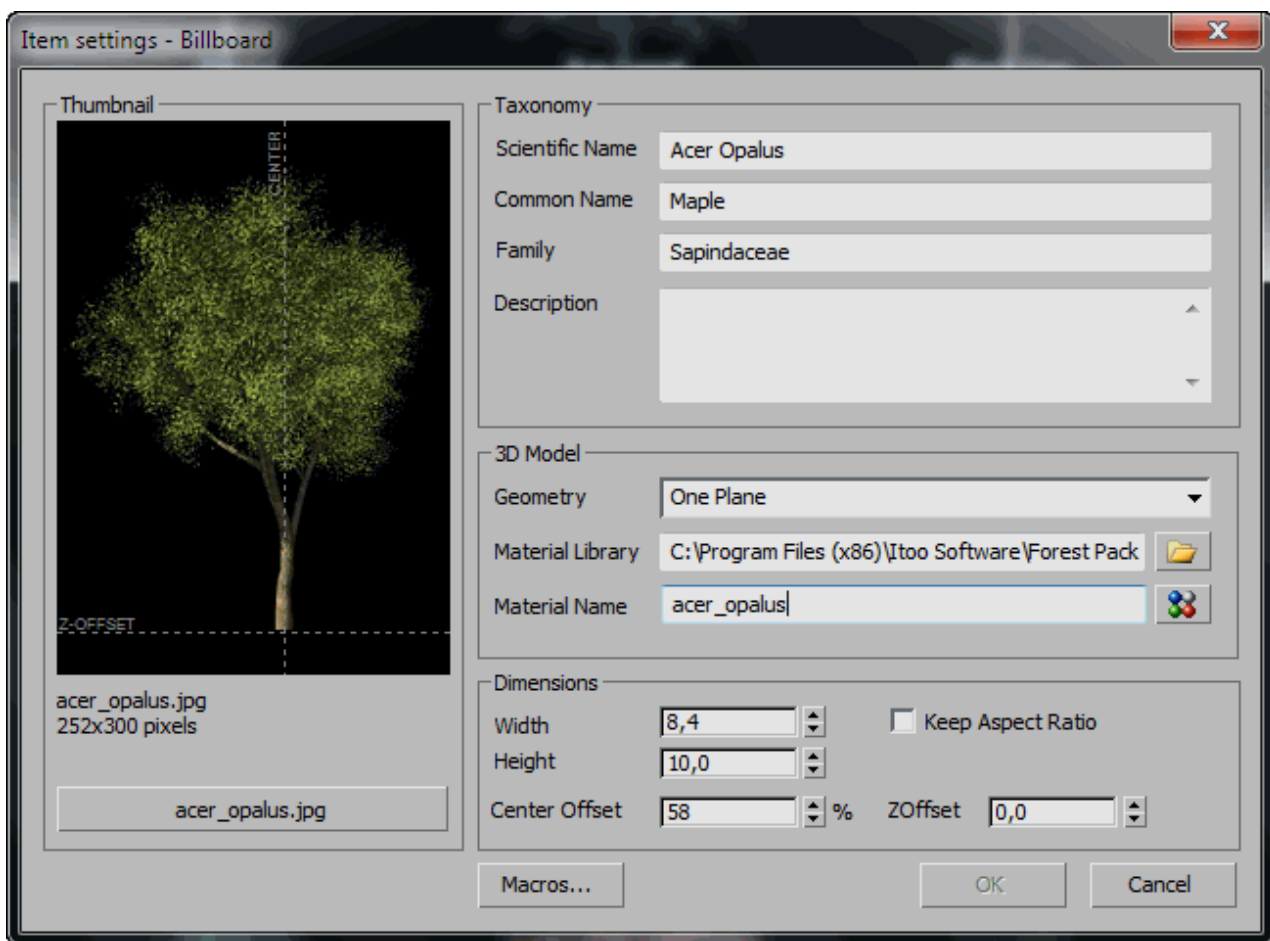 Item settings - Billboard
Thumbnail
CENTER
Z-OFFSET
acer_opalus.jpg
252x300 pixels
acer_opalus.jpg
Taxonomy
Scientific Name Acer Opalus
Common Name Maple
Family Sapindaceae
Description
3D Model
Geometry One Plane
Material Library C:\Program Files (x86)\Itoo Software\Forest Pack
Material Name acer_opalus
Dimensions
Width 8,4 Keep Aspect Ratio
Height 10,0
Center Offset 58 % ZOffset 0,0
Macros... OK Cancel